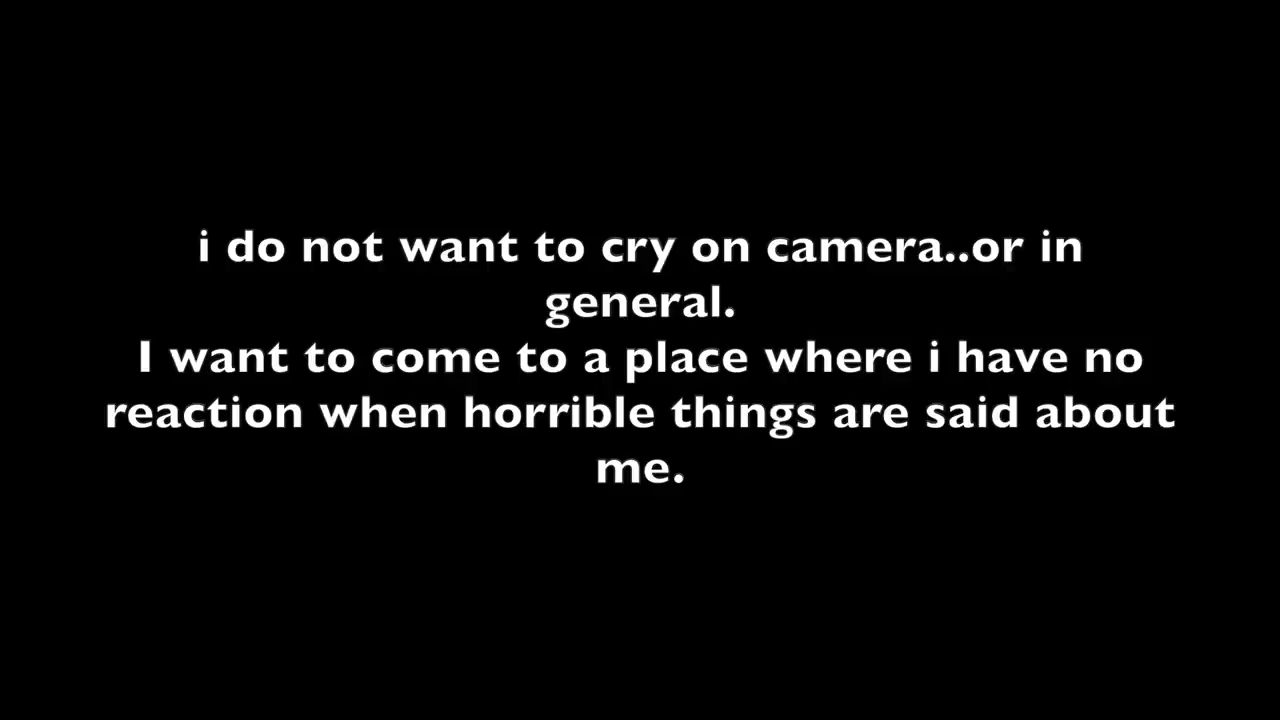 i do not want to cry on camera..or in
general.
I want to come to a place where i have no
reaction when horrible things are said about
me.